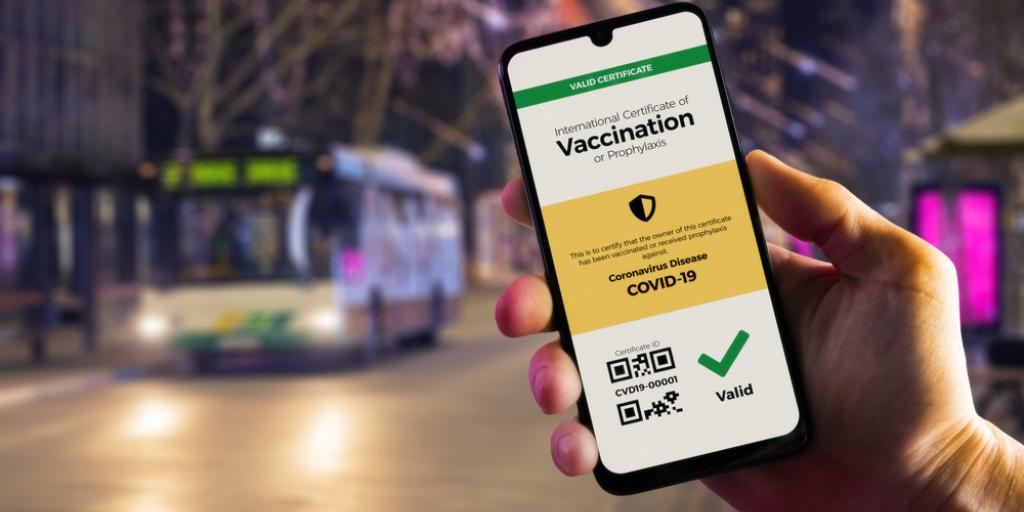 VALID CERTIFICATE
International Certificate of
Vaccination
or Prophylaxis
This is to certify that the owner of this certificate
has been vaccinated or received prophylaxis
against:
Coronavirus Disease
COVID-19
Certificate ID
CVD19-00001
Valid